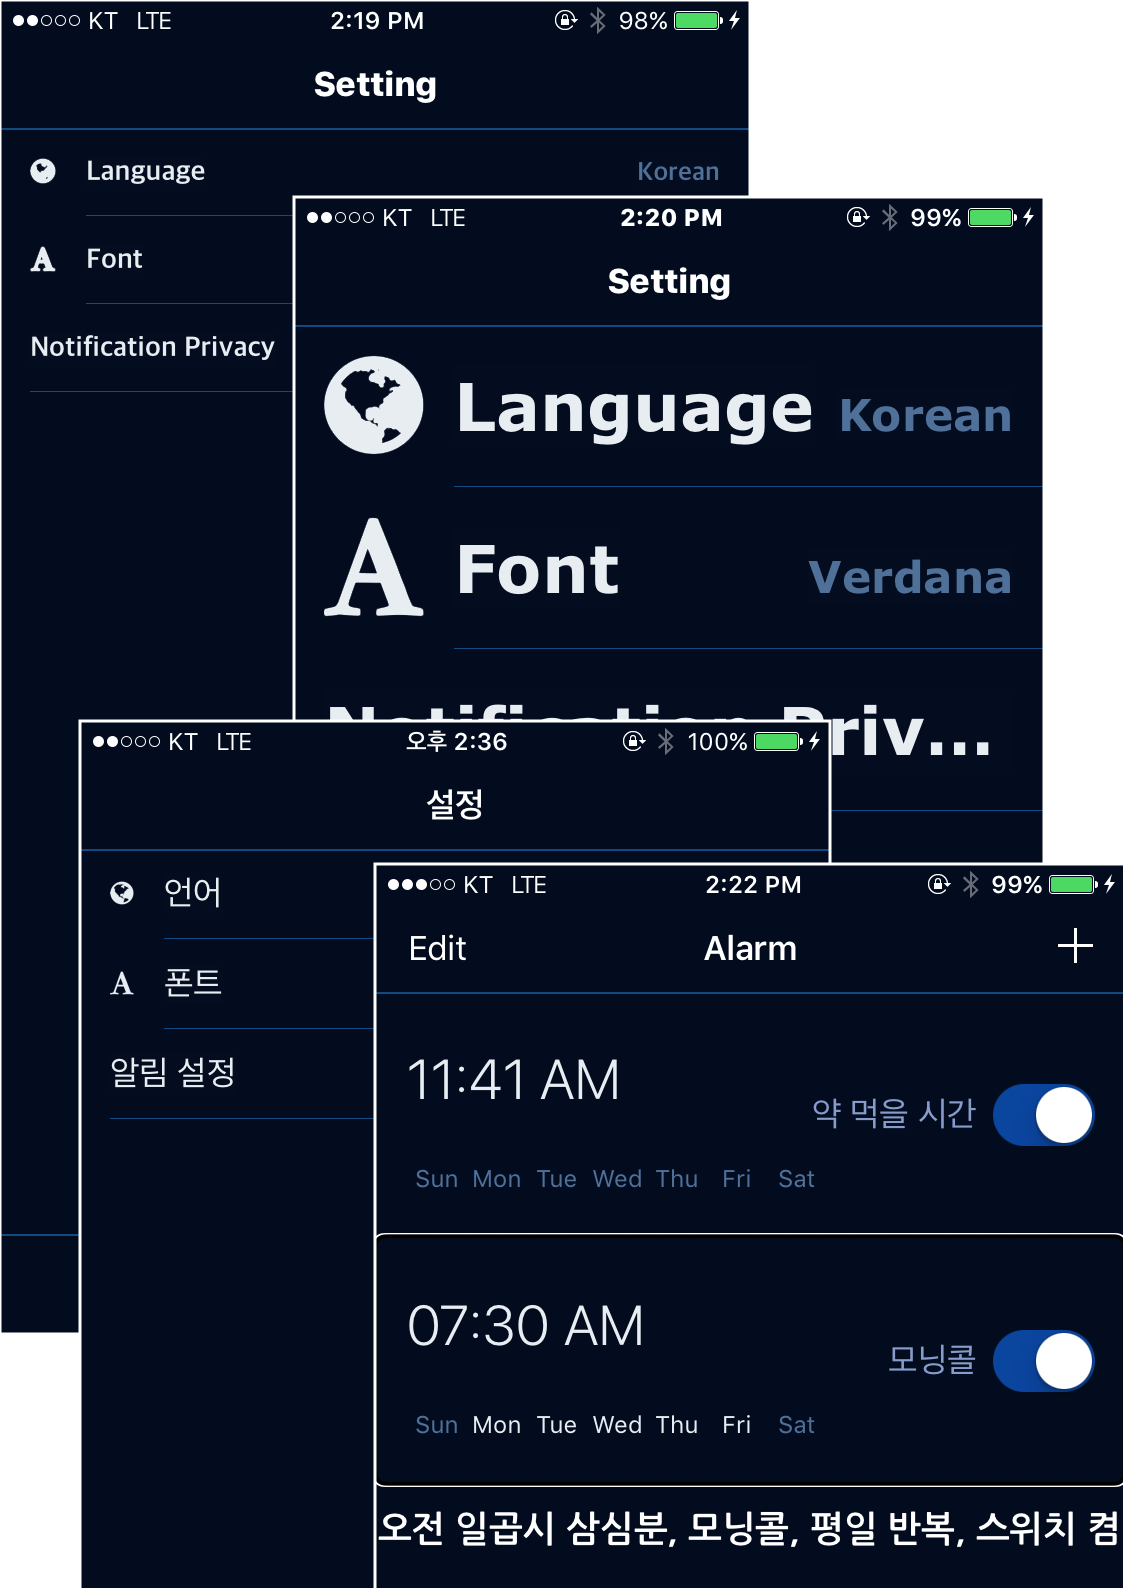 KT LTE 2:19 PM 98%
Setting
Language Korean
Font
Notification Privacy
KT LTE 2:20 PM 99%
Setting
Language Korean
Font Verdana
Notification Priv...
KT LTE 오후 2:36 100%
설정
언어
폰트
알림 설정
KT LTE 2:22 PM 99%
Edit Alarm +
11:41 AM
약 먹을 시간
Sun Mon Tue Wed Thu Fri Sat
07:30 AM
모닝콜
Sun Mon Tue Wed Thu Fri Sat
오전 일곱시 삼심분, 모닝콜, 평일 반복, 스위치 켬